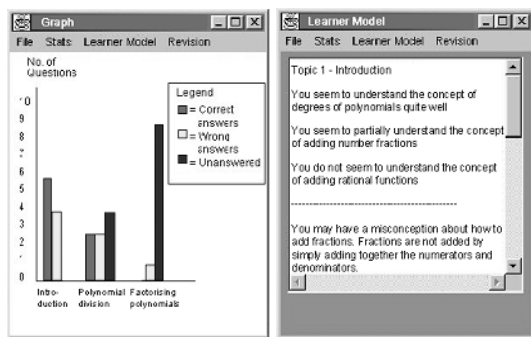 Graph
File Stats Learner Model Revision
No. of
Questions
10
9
8
7
6
5
4
3
2
1
0
Legend
= Correct
answers
= Wrong
answers
= Unanswered
Intro-
duction
Polynomial
division
Factorising
polynomials
Learner Model
File Stats Learner Model Revision
Topic 1 - Introduction
You seem to understand the concept of
degrees of polynomials quite well
You seem to partially understand the concept
of adding number fractions
You do not seem to understand the concept
of adding rational functions
--------------------------------------------
You may have a misconception about how to
add fractions. Fractions are not added by
simply adding together the numerators and
denominators.